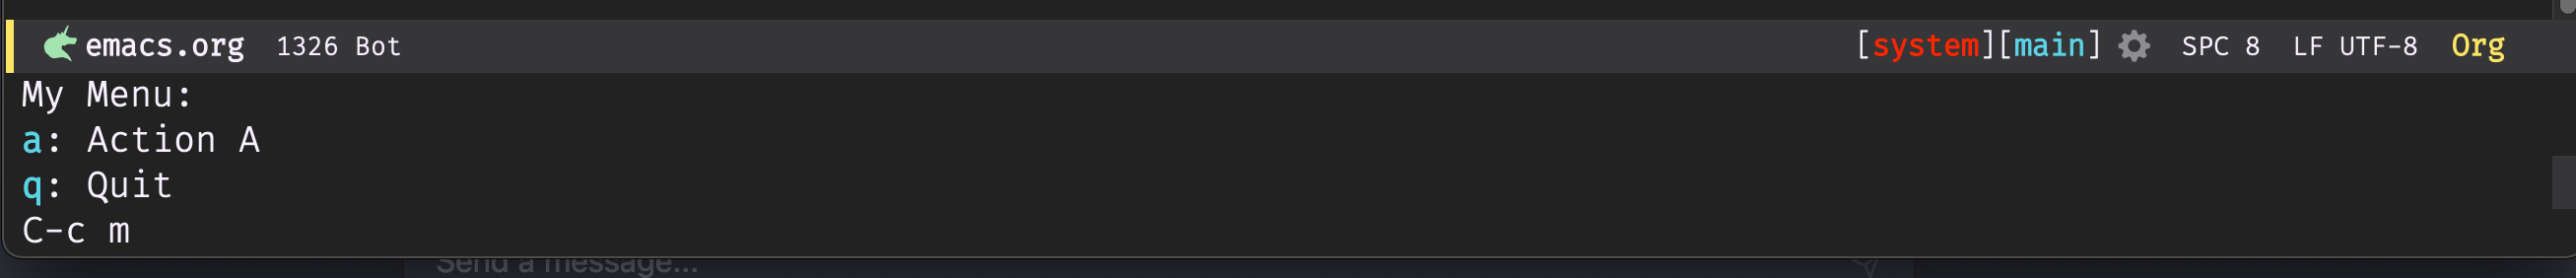 emacs.org 1326 Bot [system][main] SPC 8 LF UTF-8 Org
My Menu:
a: Action A
q: Quit
C-c m
Send a message...